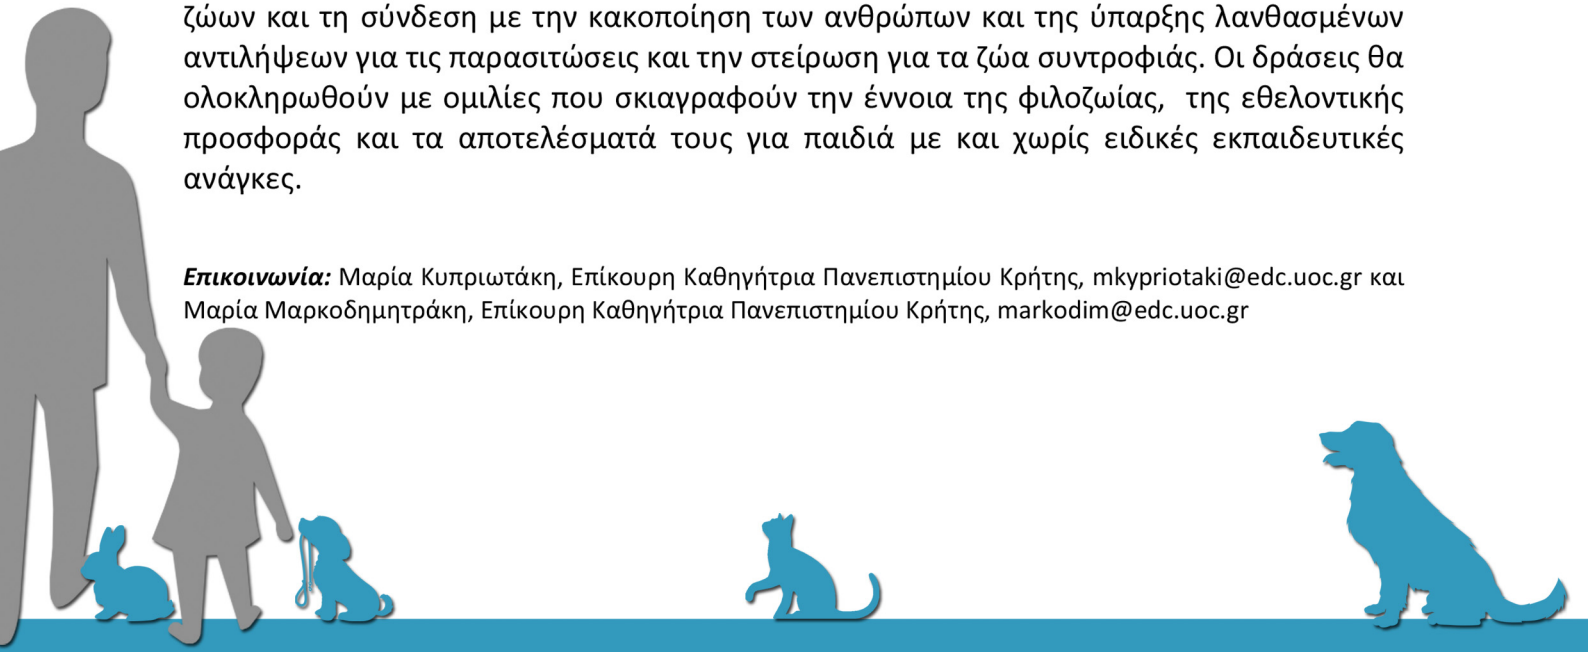 ζώων και τη σύνδεση με την κακοποίηση των ανθρώπων και της ύπαρξης λανθασμένων
αντιλήψεων για τις παρασιτώσεις και την στείρωση για τα ζώα συντροφιάς. Οι δράσεις θα
ολοκληρωθούν με ομιλίες που σκιαγραφούν την έννοια της φιλοζωίας, της εθελοντικής
προσφοράς και τα αποτελέσματά τους για παιδιά με και χωρίς ειδικές εκπαιδευτικές
ανάγκες.
Επικοινωνία: Μαρία Κυπριωτάκη, Επίκουρη Καθηγήτρια Πανεπιστημίου Κρήτης, mkypriotaki@edc.uoc.gr και
Μαρία Μαρκοδημητράκη, Επίκουρη Καθηγήτρια Πανεπιστημίου Κρήτης, markodim@edc.uoc.gr